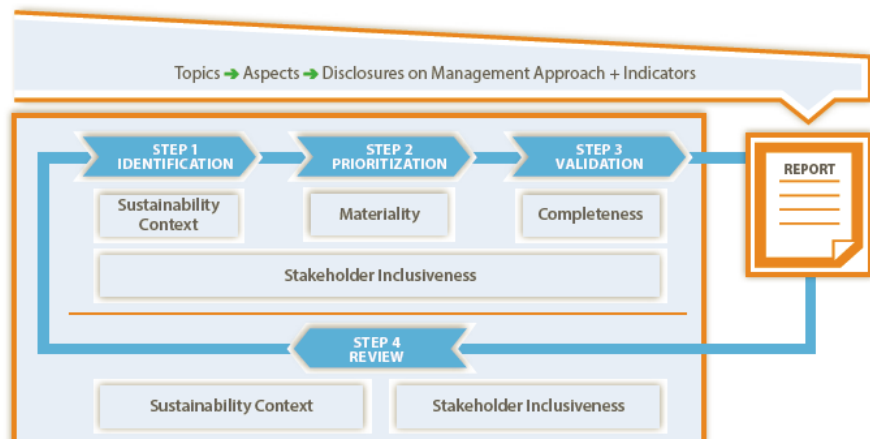 Topics ➔ Aspects ➔ Disclosures on Management Approach + Indicators
STEP 1
IDENTIFICATION
STEP 2
PRIORITIZATION
STEP 3
VALIDATION
REPORT
Sustainability
Context
Materiality
Completeness
Stakeholder Inclusiveness
STEP 4
REVIEW
Sustainability Context
Stakeholder Inclusiveness